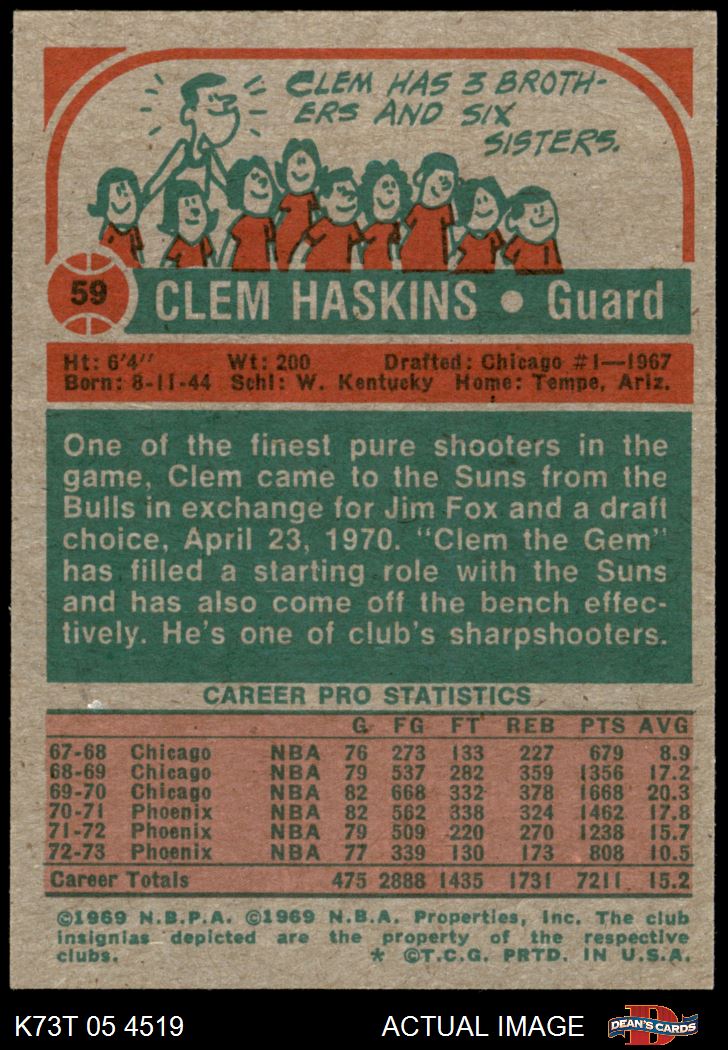 CLEM HAS 3 BROTH-
ERS AND SIX
SISTERS.
59 CLEM HASKINS • Guard
Ht: 6'4" Wt: 200 Drafted: Chicago #1—1967
Born: 8-11-44 Schl: W. Kentucky Home: Tempe, Ariz.
One of the finest pure shooters in the
game, Clem came to the Suns from the
Bulls in exchange for Jim Fox and a draft
choice, April 23, 1970. "Clem the Gem"
has filled a starting role with the Suns
and has also come off the bench effec-
tively. He's one of club's sharpshooters.
CAREER PRO STATISTICS
G FG FT REB PTS AVG
67-68 Chicago NBA 76 273 133 227 679 8.9
68-69 Chicago NBA 79 537 282 359 1356 17.2
69-70 Chicago NBA 82 668 332 378 1668 20.3
70-71 Phoenix NBA 82 562 338 324 1462 17.8
71-72 Phoenix NBA 79 509 220 270 1238 15.7
72-73 Phoenix NBA 77 339 130 173 808 10.5
Career Totals 475 2888 1435 1731 7211 15.2
©1969 N.B.P.A. ©1969 N.B.A. Properties, Inc. The club
insignias depicted are the property of the respective
clubs. * ©T.C.G. PRTD. IN U.S.A.
K73T 05 4519 ACTUAL IMAGE D DEAN'S CARDS